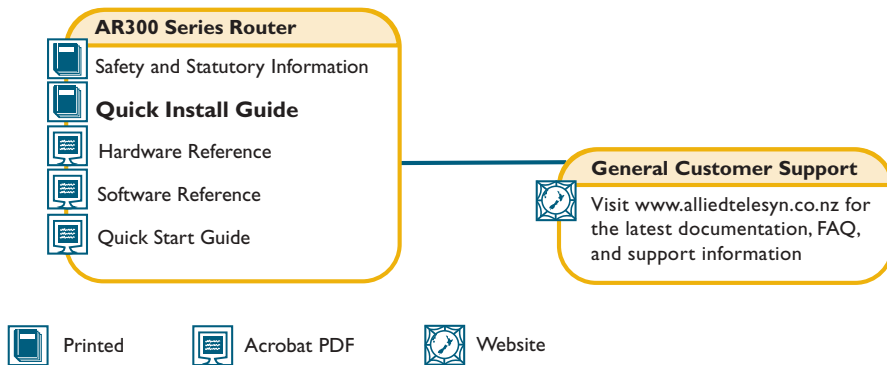 AR300 Series Router
Safety and Statutory Information
Quick Install Guide
Hardware Reference
Software Reference
Quick Start Guide
General Customer Support
Visit www.alliedtelesyn.co.nz for
the latest documentation, FAQ,
and support information
Printed
Acrobat PDF
Website